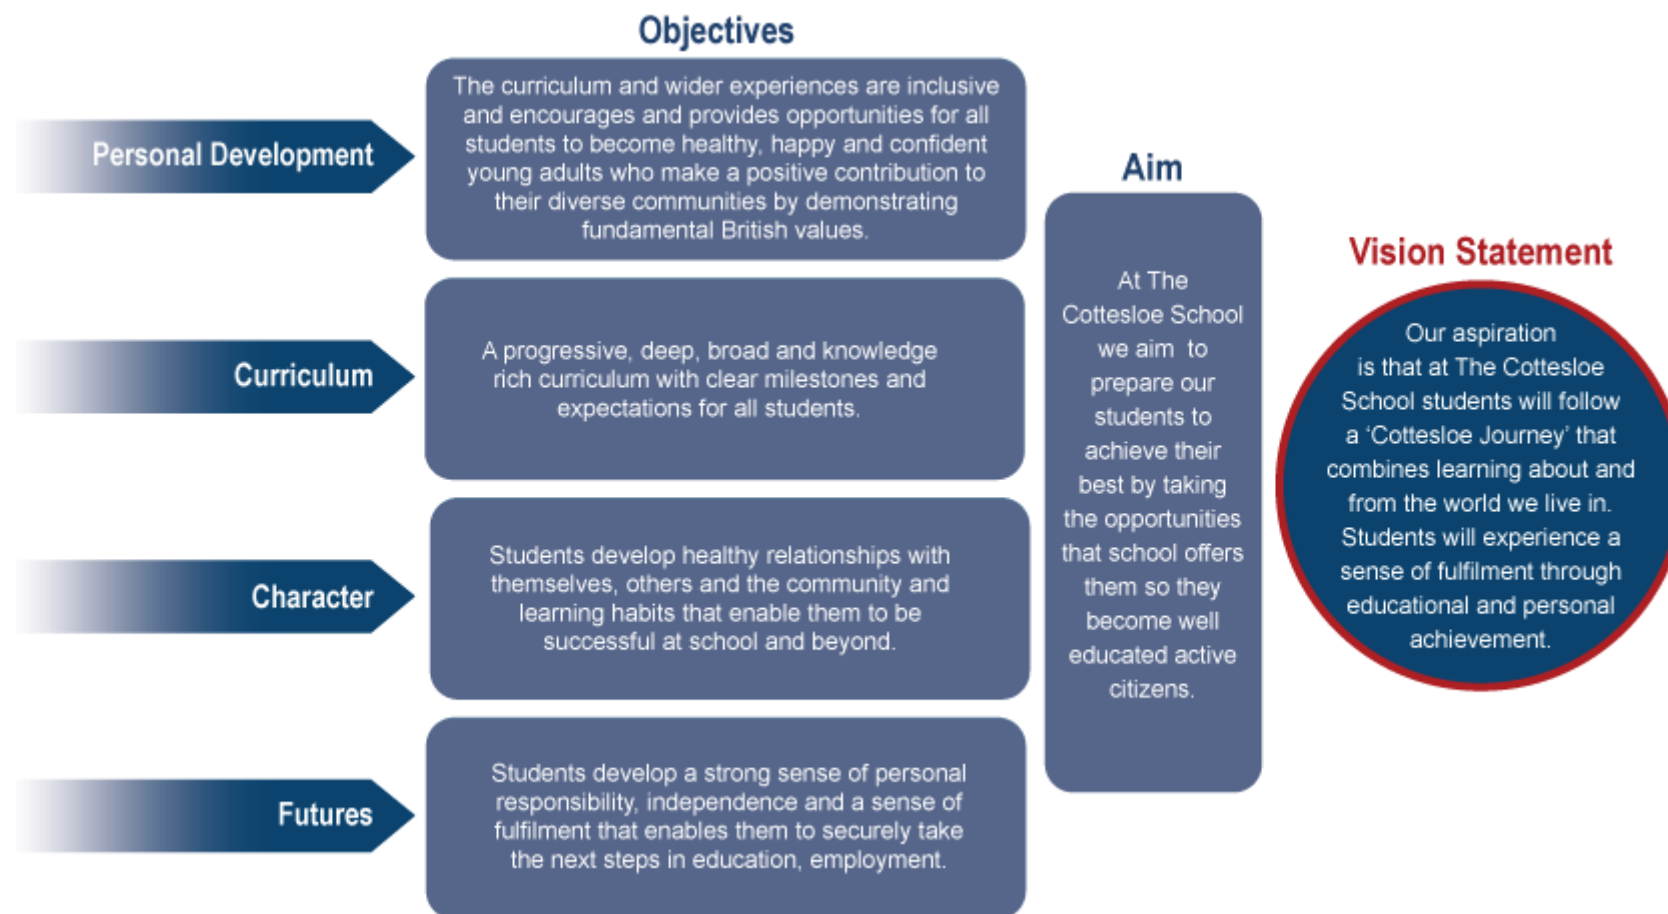 Objectives
Personal Development
The curriculum and wider experiences are inclusive
and encourages and provides opportunities for all
students to become healthy, happy and confident
young adults who make a positive contribution to
their diverse communities by demonstrating
fundamental British values.
Curriculum
A progressive, deep, broad and knowledge
rich curriculum with clear milestones and
expectations for all students.
Character
Students develop healthy relationships with
themselves, others and the community and
learning habits that enable them to be
successful at school and beyond.
Futures
Students develop a strong sense of personal
responsibility, independence and a sense of
fulfilment that enables them to securely take
the next steps in education, employment.
Aim
At The
Cottesloe School
we aim to
prepare our
students to
achieve their
best by taking
the opportunities
that school offers
them so they
become well
educated active
citizens.
Vision Statement
Our aspiration
is that at The Cottesloe
School students will follow
a ‘Cottesloe Journey’ that
combines learning about and
from the world we live in.
Students will experience a
sense of fulfilment through
educational and personal
achievement.